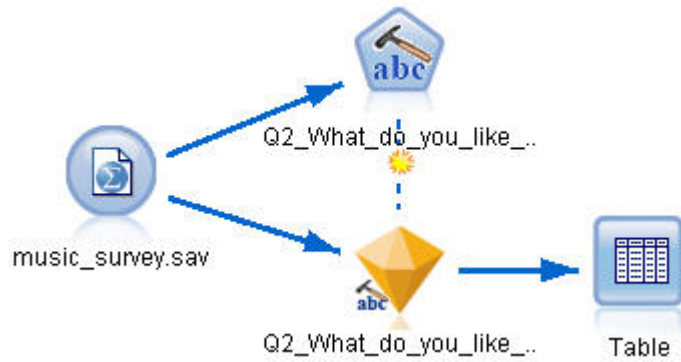 abc
Q2_What_do_you_like_..
Σ
music_survey.sav
abc
Q2_What_do_you_like_..
Table